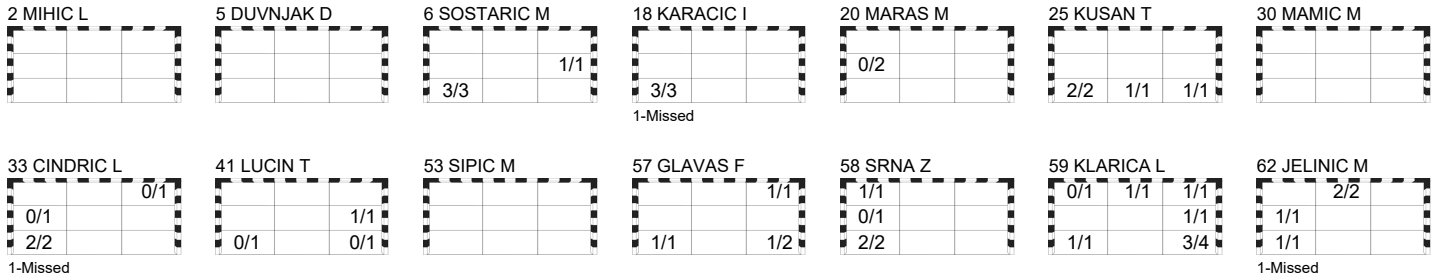 2 MIHIC L 5 DUVNJAK D 6 SOSTARIC M 18 KARACIC I 20 MARAS M 25 KUSAN T 30 MAMIC M
1/1 0/2
3/3 3/3 2/2 1/1 1/1
1-Missed
33 CINDRIC L 41 LUCIN T 53 SIPIC M 57 GLAVAS F 58 SRNA Z 59 KLARICA L 62 JELINIC M
0/1 1/1 1/1 0/1 1/1 1/1 2/2
0/1 1/1 0/1 1/1 1/1
2/2 0/1 0/1 1/1 1/2 2/2 1/1 3/4 1/1
1-Missed 1-Missed